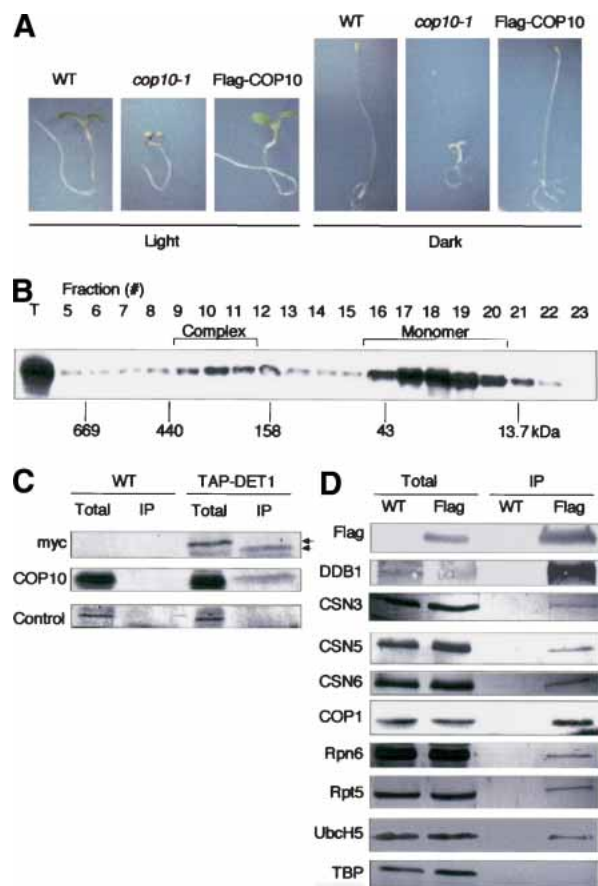 A
WT cop10-1 Flag-COP10
WT cop10-1 Flag-COP10
Light Dark
B Fraction (#)
T 5 6 7 8 9 10 11 12 13 14 15 16 17 18 19 20 21 22 23
Complex Monomer
669 440 158 43 13.7 kDa
C WT TAP-DET1
Total IP Total IP
myc
COP10
Control
D Total IP
WT Flag WT Flag
Flag
DDB1
CSN3
CSN5
CSN6
COP1
Rpn6
Rpt5
UbcH5
TBP